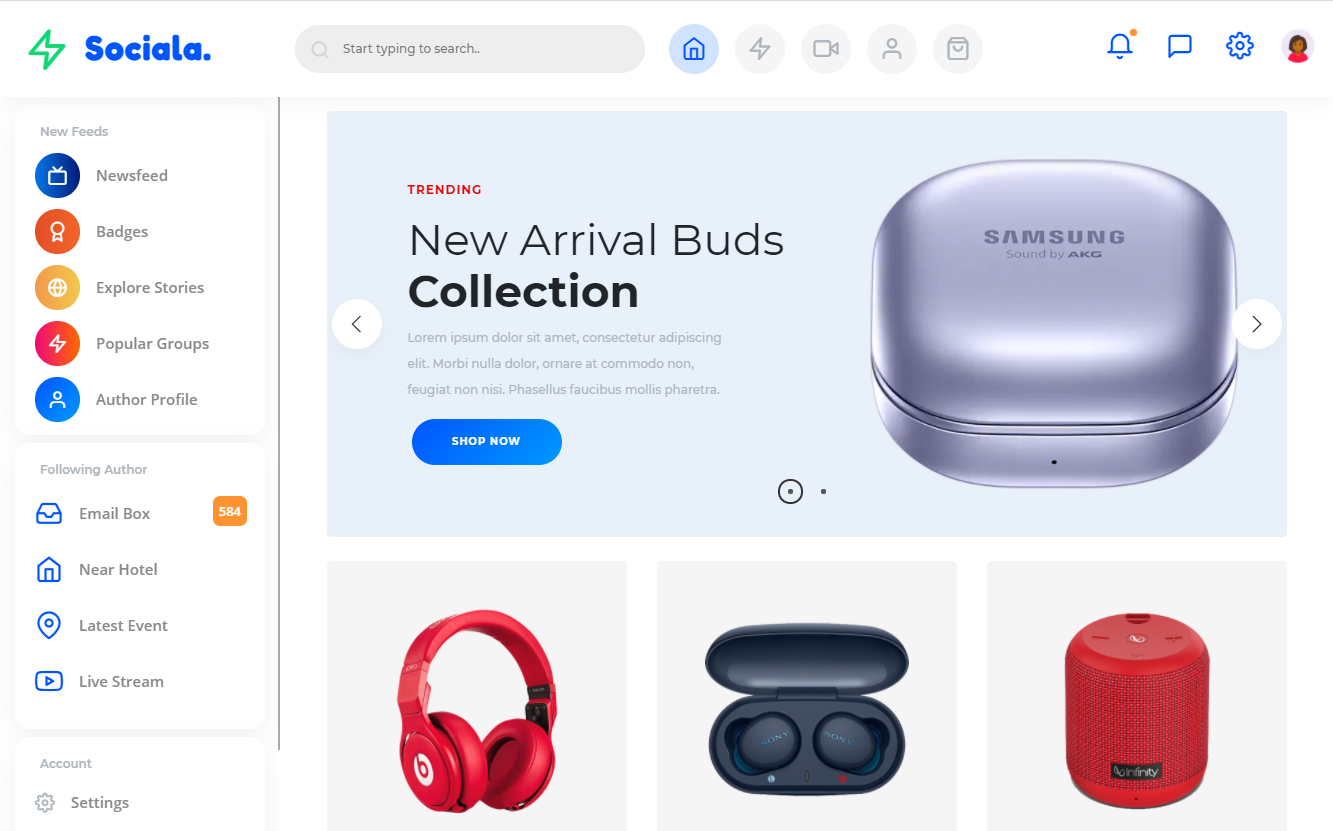 Sociala.
Start typing to search..
New Feeds
Newsfeed
Badges
Explore Stories
Popular Groups
Author Profile
Following Author
Email Box
584
Near Hotel
Latest Event
Live Stream
Account
Settings
TRENDING
New Arrival Buds
Collection
Lorem ipsum dolor sit amet, consectetur adipiscing
elit. Morbi nulla dolor, ornare at commodo non,
feugiat non nisi. Phasellus faucibus mollis pharetra.
SHOP NOW
SAMSUNG
Sound by AKG
b
SONY
SONY
Infinity